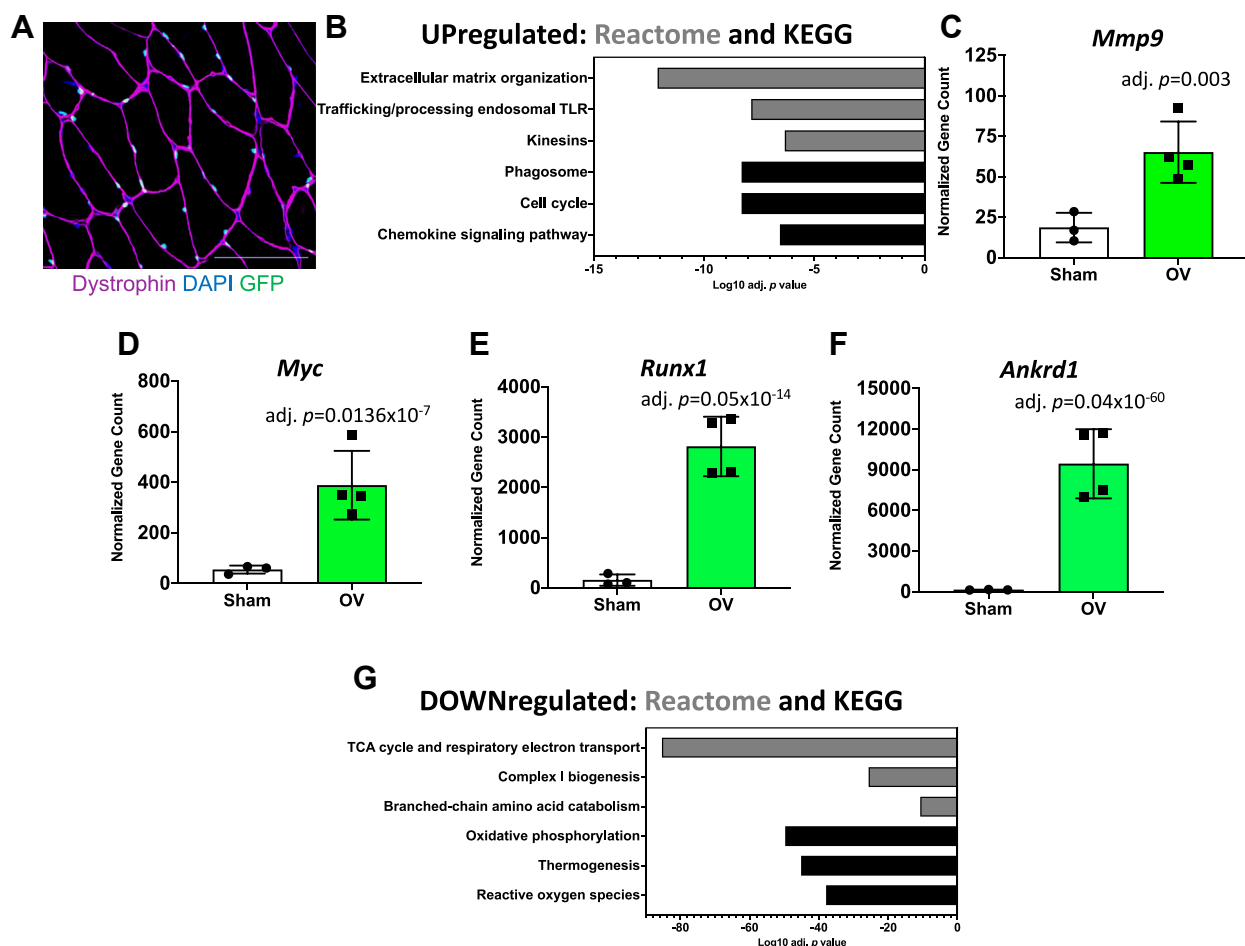 A
Dystrophin DAPI GFP
B
UPregulated: Reactome and KEGG
Extracellular matrix organization
Trafficking/processing endosomal TLR
Kinesins
Phagosome
Cell cycle
Chemokine signaling pathway
-15 -10 -5 0
Log10 adj. p value
C
Mmp9
adj. p=0.003
Normalized Gene Count
125
100
75
50
25
0
Sham OV
D
Myc
adj. p=0.0136x10-7
Normalized Gene Count
800
600
400
200
0
Sham OV
E
Runx1
adj. p=0.05x10-14
Normalized Gene Count
4000
3000
2000
1000
0
Sham OV
F
Ankrd1
adj. p=0.04x10-60
Normalized Gene Count
15000
12000
9000
6000
3000
0
Sham OV
G
DOWNregulated: Reactome and KEGG
TCA cycle and respiratory electron transport
Complex I biogenesis
Branched-chain amino acid catabolism
Oxidative phosphorylation
Thermogenesis
Reactive oxygen species
-80 -60 -40 -20 0
Log10 adj. p value